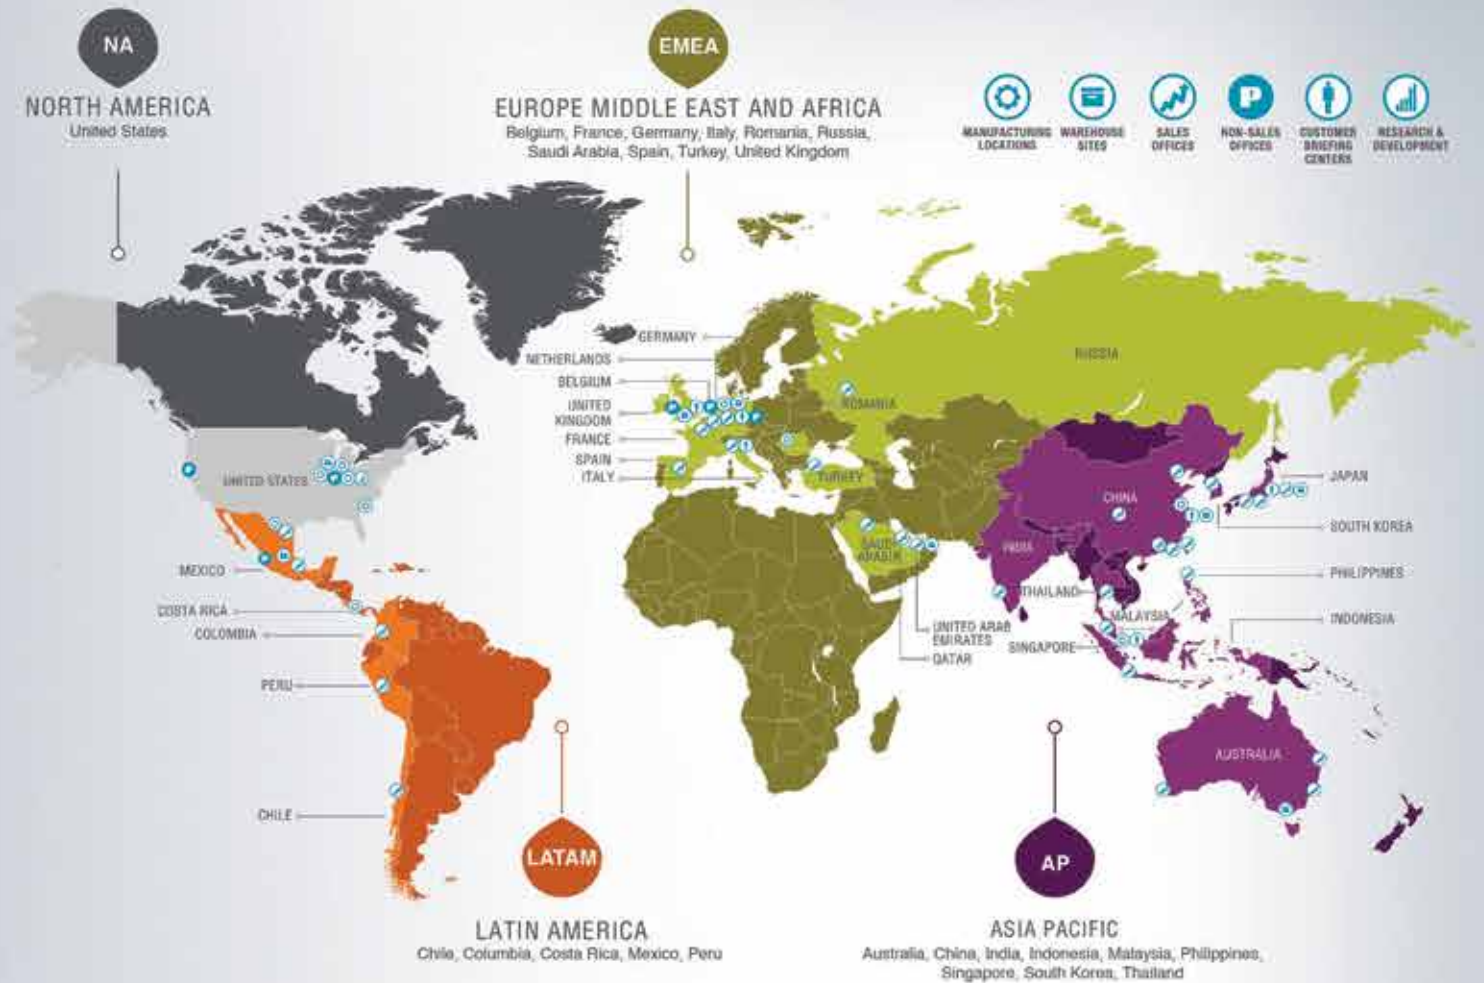 NA
NORTH AMERICA
United States
EMEA
EUROPE MIDDLE EAST AND AFRICA
Belgium, France, Germany, Italy, Romania, Russia,
Saudi Arabia, Spain, Turkey, United Kingdom
MANUFACTURING
LOCATIONS
WAREHOUSE
SITES
SALES
OFFICES
P
NON-SALES
OFFICES
CUSTOMER
BRIEFING
CENTERS
RESEARCH &
DEVELOPMENT
GERMANY
NETHERLANDS
BELGIUM
UNITED
KINGDOM
FRANCE
SPAIN
ITALY
RUSSIA
ROMANIA
TURKEY
UNITED STATES
MEXICO
COSTA RICA
COLOMBIA
PERU
CHILE
SAUDI
ARABIA
UNITED ARAB
EMIRATES
QATAR
CHINA
INDIA
THAILAND
MALAYSIA
SINGAPORE
JAPAN
SOUTH KOREA
PHILIPPINES
INDONESIA
AUSTRALIA
LATAM
LATIN AMERICA
Chile, Columbia, Costa Rica, Mexico, Peru
AP
ASIA PACIFIC
Australia, China, India, Indonesia, Malaysia, Philippines,
Singapore, South Korea, Thailand